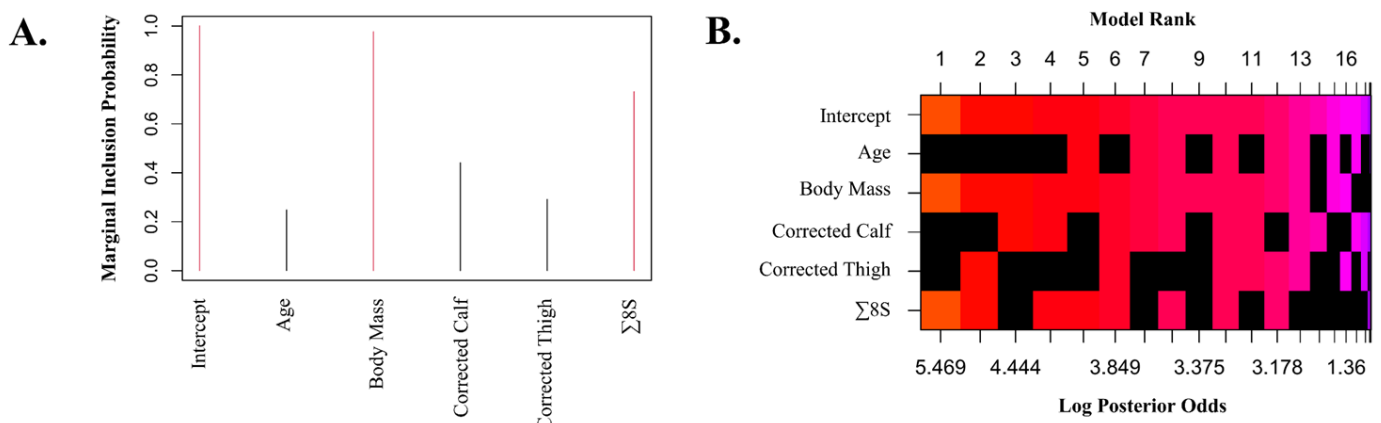 A.
Marginal Inclusion Probability
1.0
0.8
0.6
0.4
0.2
0.0
Intercept
Age
Body Mass
Corrected Calf
Corrected Thigh
∑8S
B.
Model Rank
1 2 3 4 5 6 7 9 11 13 16
Intercept
Age
Body Mass
Corrected Calf
Corrected Thigh
∑8S
5.469 4.444 3.849 3.375 3.178 1.36
Log Posterior Odds